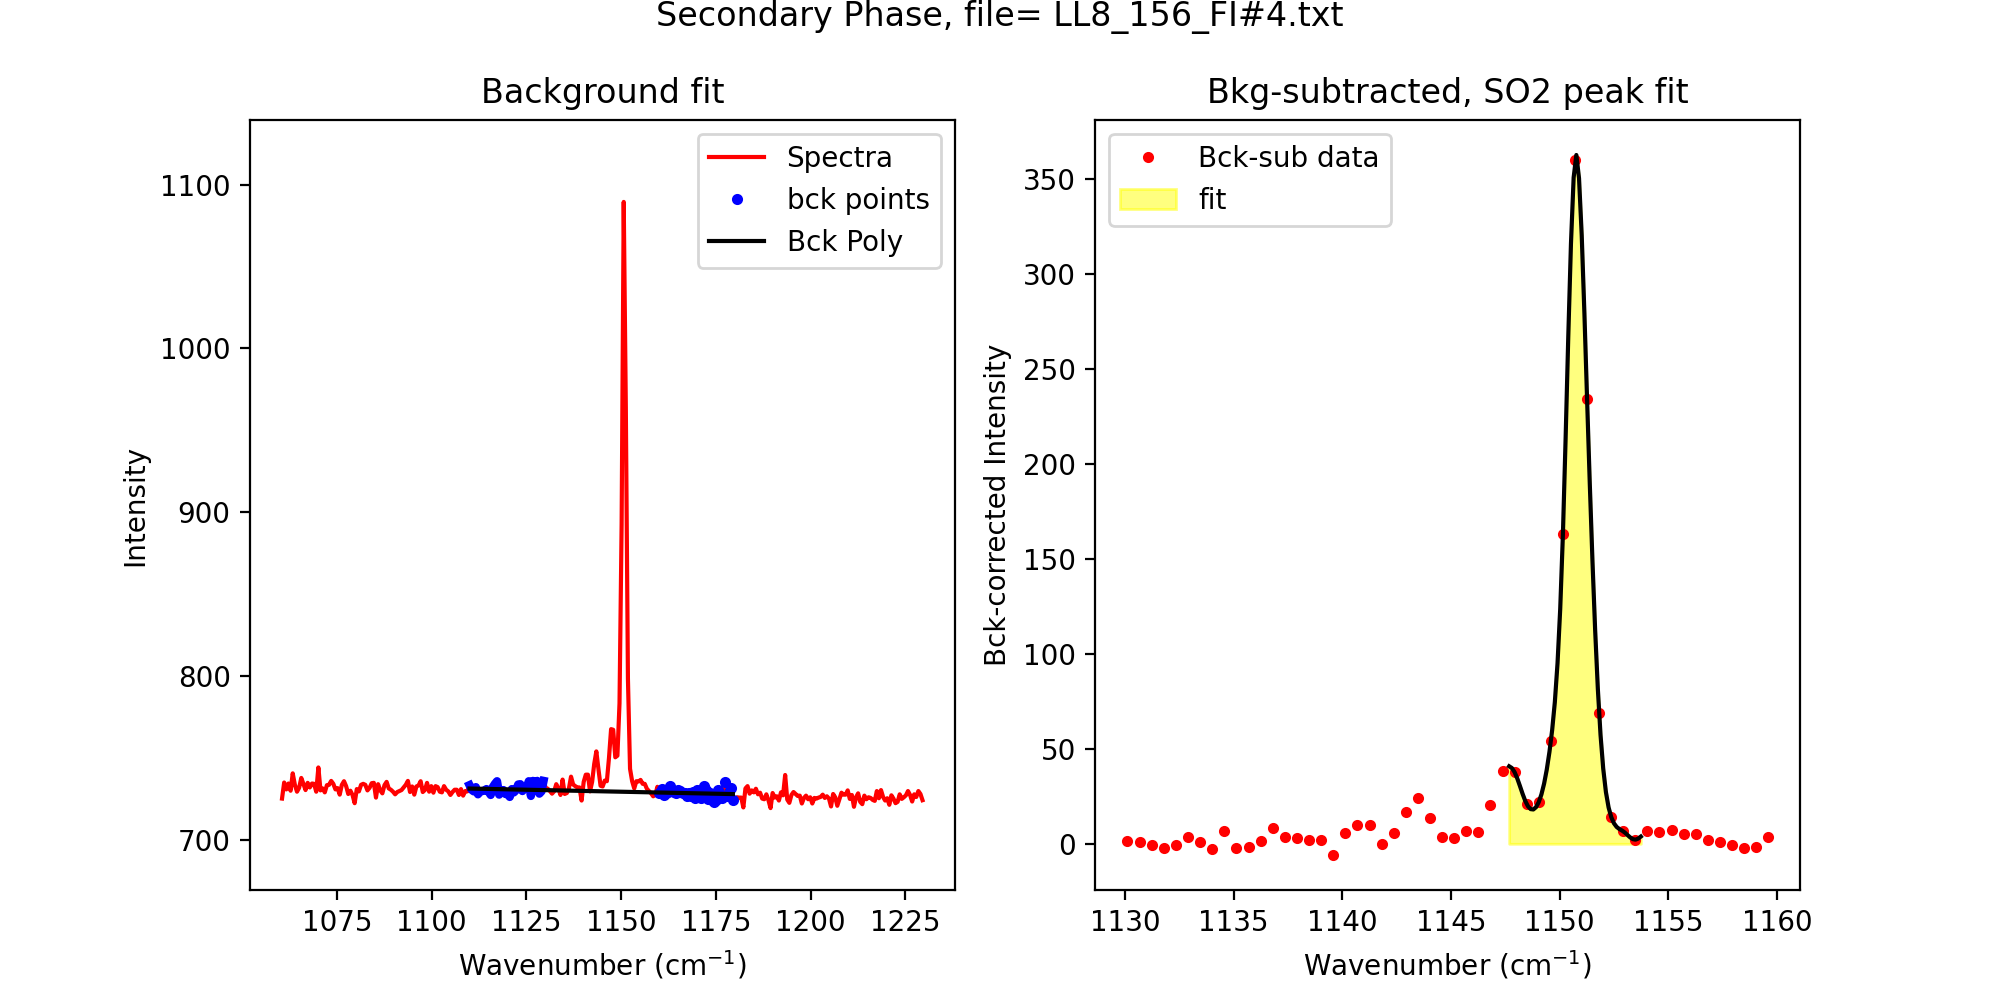 Secondary Phase, file= LL8_156_FI#4.txt
Background fit
Spectra
bck points
Bck Poly
Intensity
1100
1000
900
800
700
1075 1100 1125 1150 1175 1200 1225
Wavenumber (cm⁻¹)
Bkg-subtracted, SO2 peak fit
Bck-sub data
fit
Bck-corrected Intensity
350
300
250
200
150
100
50
0
1130 1135 1140 1145 1150 1155 1160
Wavenumber (cm⁻¹)